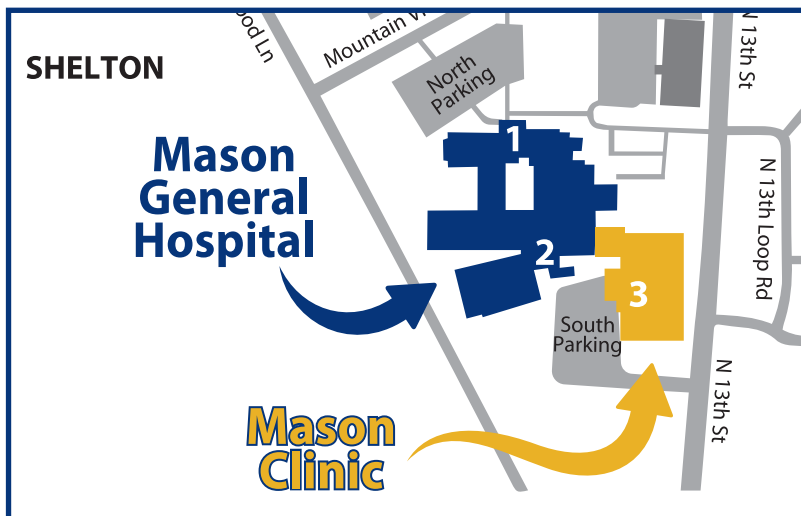 SHELTON
ood Ln
Mountain
North
Parking
N 13th St
1
Mason
General
Hospital
2
3
N 13th Loop Rd
South
Parking
N 13th St
Mason
Clinic